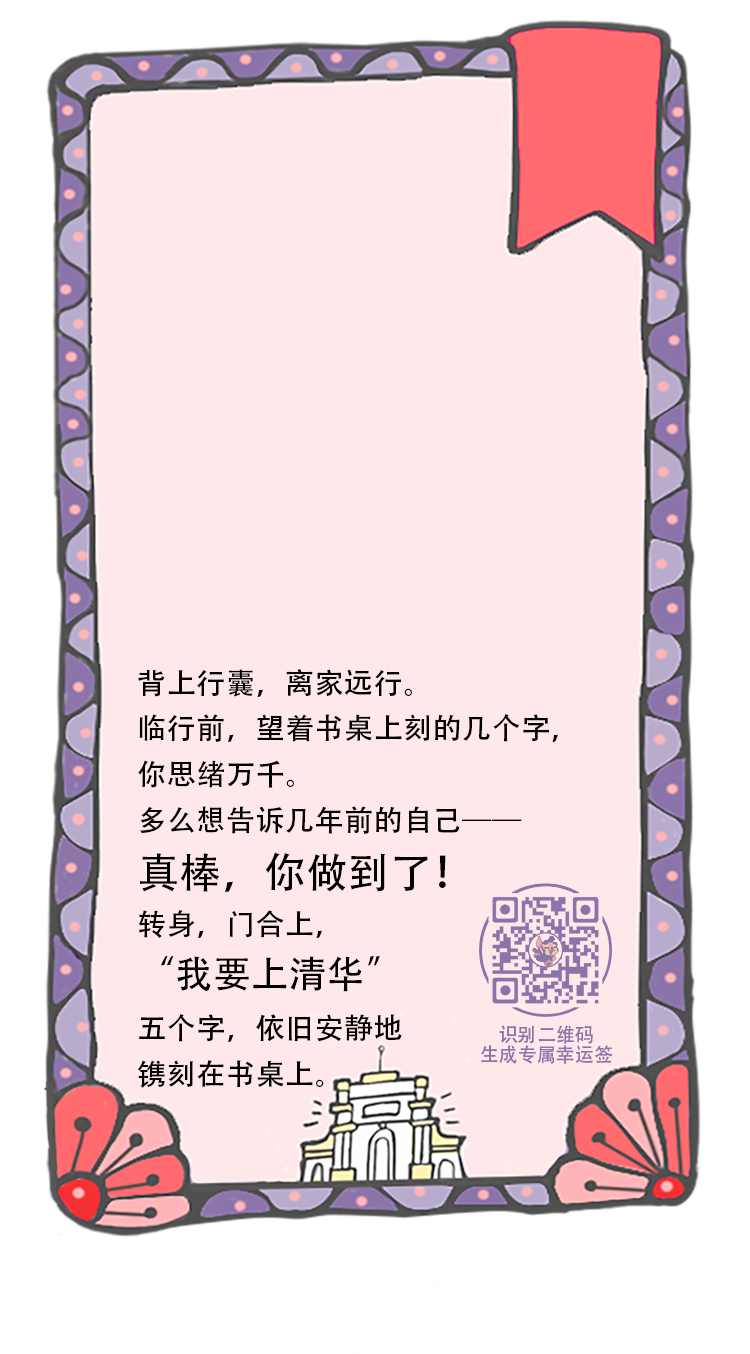 背上行囊，离家远行。
临行前，望着书桌上刻的几个字，
你思绪万千。
多么想告诉几年前的自己——
真棒，你做到了！
转身，门合上，
“我要上清华”
五个字，依旧安静地
镌刻在书桌上。
识别二维码
生成专属幸运签